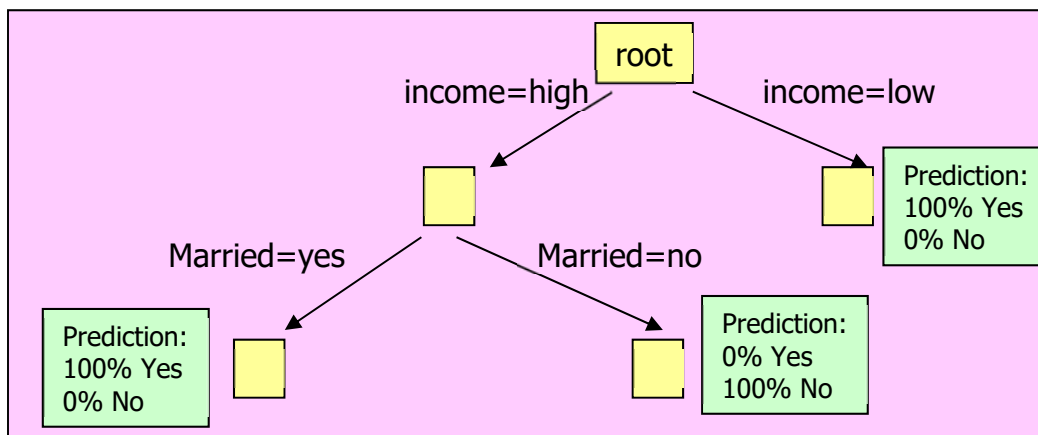 root
income=high
income=low
Prediction:
100% Yes
0% No
Married=yes
Married=no
Prediction:
100% Yes
0% No
Prediction:
0% Yes
100% No